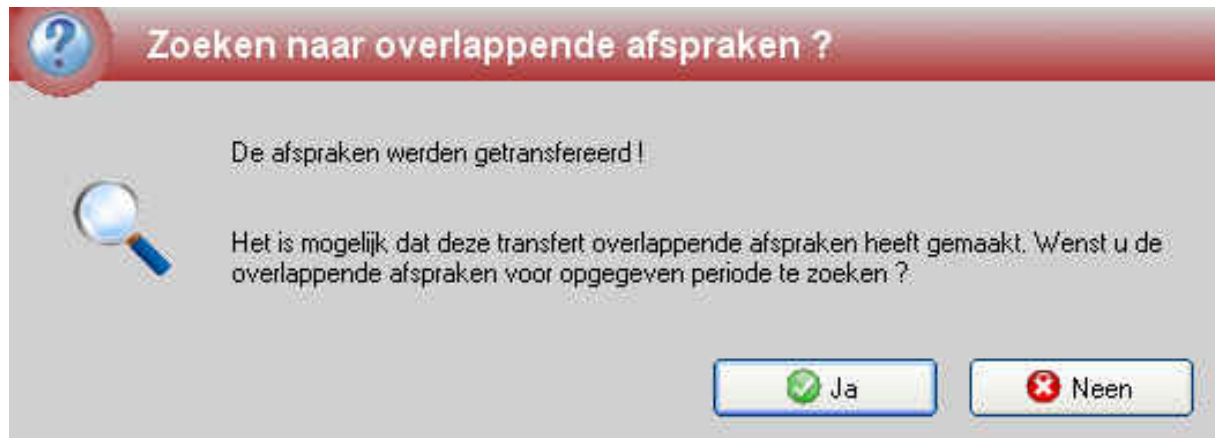 Zoeken naar overlappende afspraken ?
De afspraken werden getransfereerd !
Het is mogelijk dat deze transfert overlappende afspraken heeft gemaakt. Wenst u de
overlappende afspraken voor opgegeven periode te zoeken ?
Ja
Neen